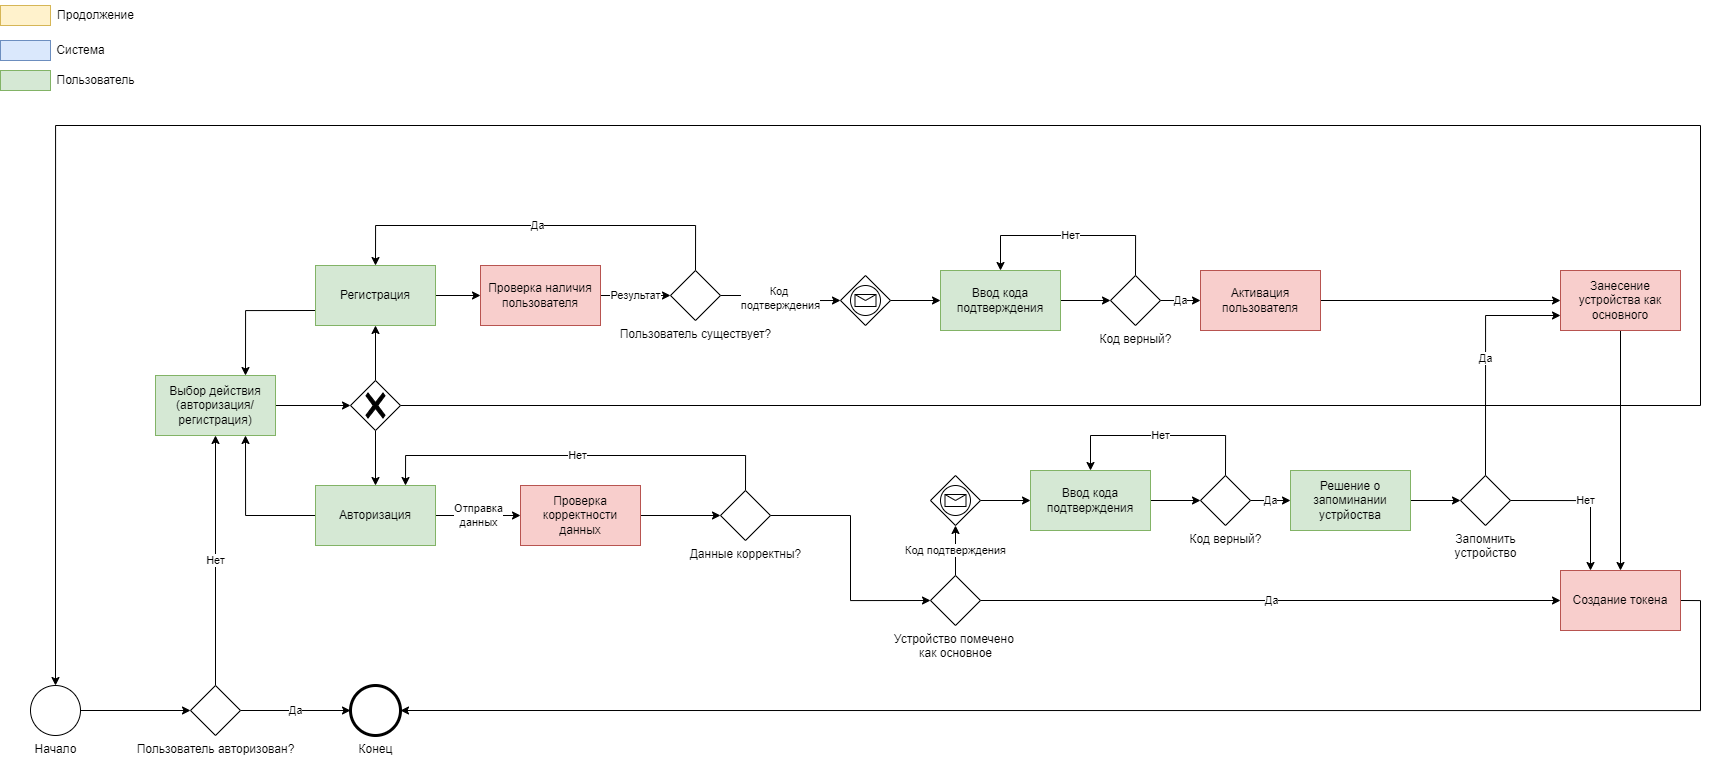 Продолжение
Система
Пользователь
Да
Нет
Регистрация
Проверка наличия
пользователя
Результат
Код
подтверждения
Ввод кода
подтверждения
Да
Активация
пользователя
Занесение
устройства как
основного
Пользователь существует?
Код верный?
Да
Выбор действия
(авторизация/
регистрация)
Нет
Нет
Авторизация
Отправка
данных
Проверка
корректности
данных
Ввод кода
подтверждения
Да
Решение о
запоминании
устрйоства
Нет
Данные корректны?
Код подтверждения
Код верный?
Запомнить
устройство
Нет
Да
Создание токена
Устройство помечено
как основное
Да
Начало
Пользователь авторизован?
Конец